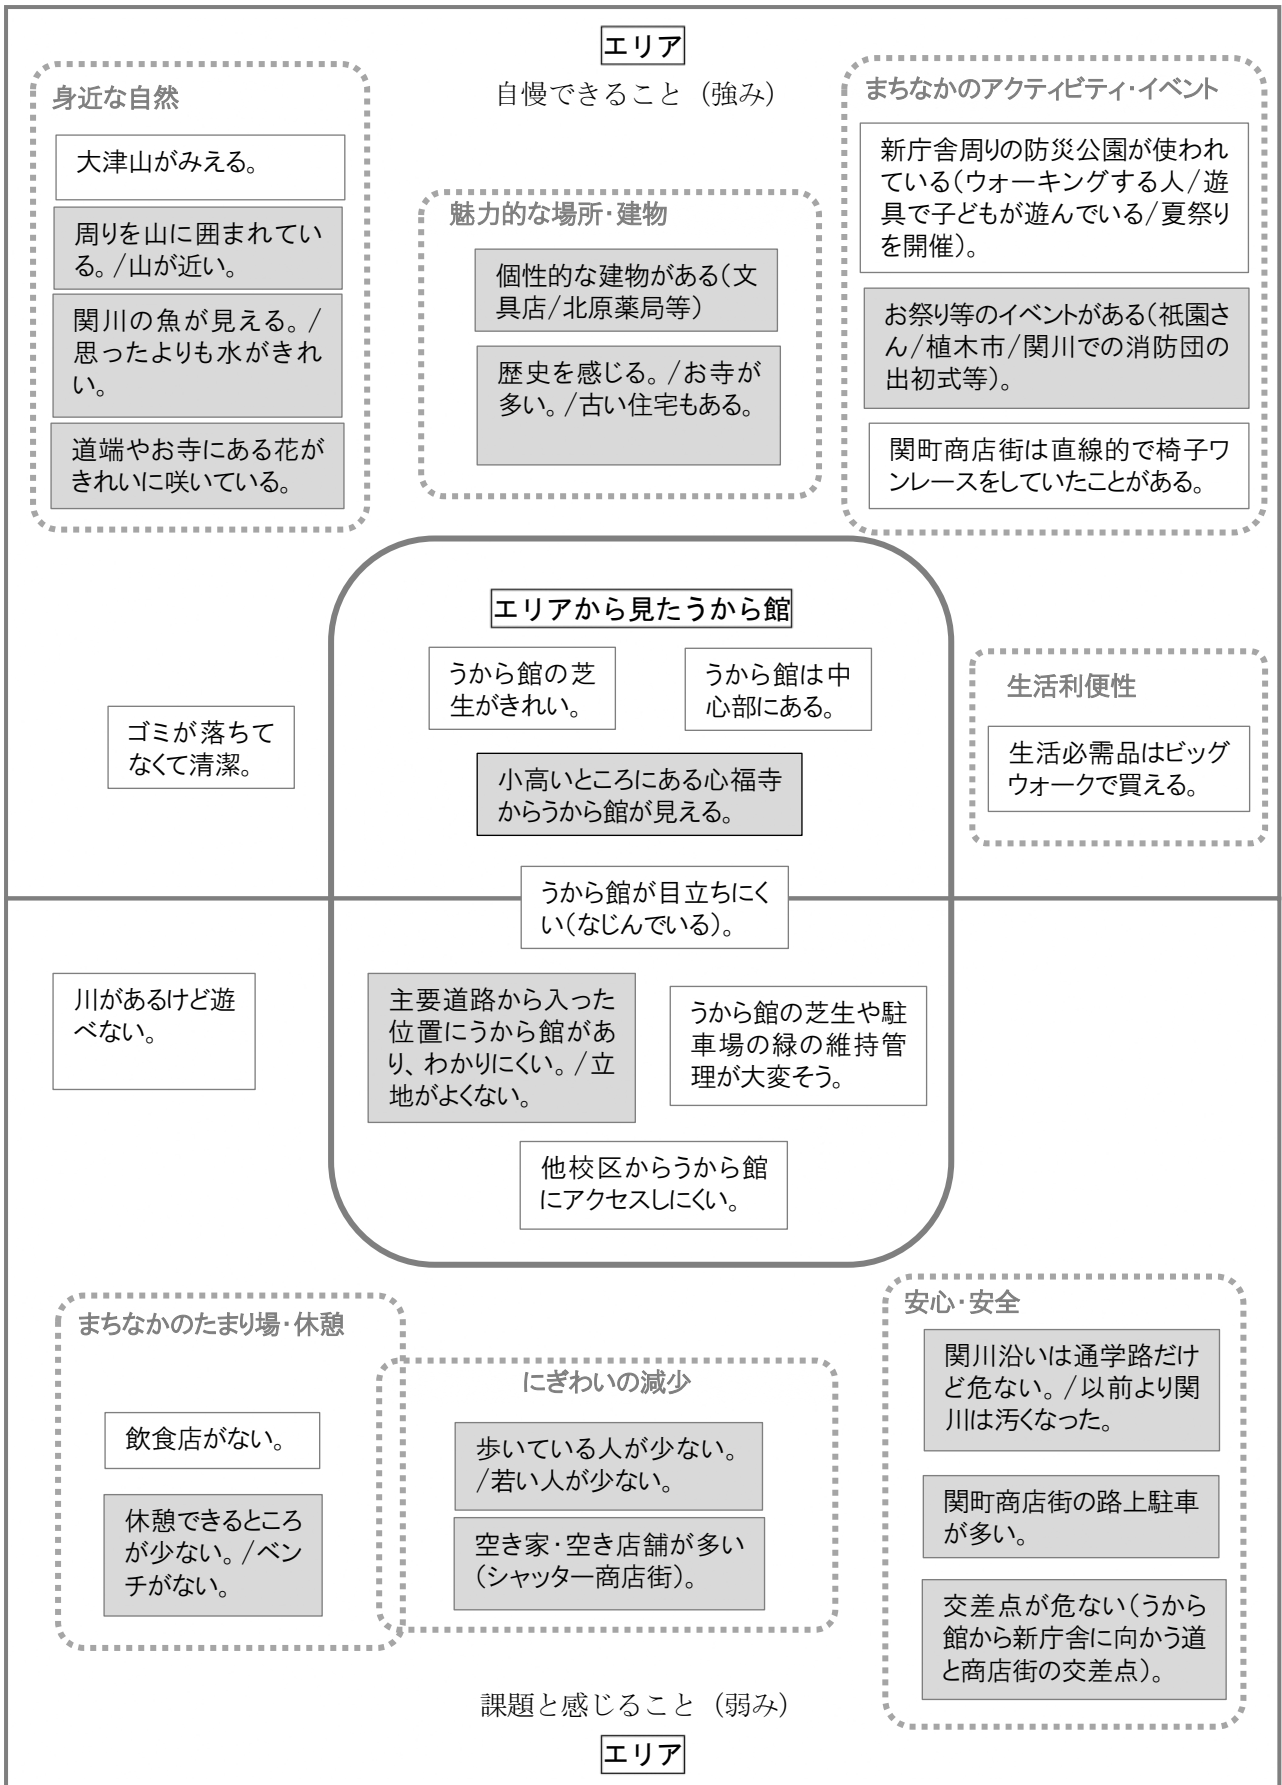 エリア
自慢できること（強み）
身近な自然
大津山がみえる。
周りを山に囲まれてい
る。/山が近い。
関川の魚が見える。/
思ったよりも水がきれ
い。
道端やお寺にある花が
きれいに咲いている。
魅力的な場所・建物
個性的な建物がある（文
具店/北原薬局等）
歴史を感じる。/お寺が
多い。/古い住宅もある。
まちなかのアクティビティ・イベント
新庁舎周りの防災公園が使われ
ている（ウォーキングする人/遊
具で子どもが遊んでいる/夏祭り
を開催）。
お祭り等のイベントがある（祇園さ
ん/植木市/関川での消防団の
出初式等）。
関町商店街は直線的で椅子ワ
ンレースをしていたことがある。
エリアから見たうから館
うから館の芝
生がきれい。
うから館は中
心部にある。
小高いところにある心福寺
からうから館が見える。
ゴミが落ちて
なくて清潔。
生活利便性
生活必需品はビッグ
ウォークで買える。
うから館が目立ちにく
い（なじんでいる）。
川があるけど遊
べない。
主要道路から入った
位置にうから館があ
り、わかりにくい。/立
地がよくない。
うから館の芝生や駐
車場の緑の維持管
理が大変そう。
他校区からうから館
にアクセスしにくい。
まちなかのたまり場・休憩
飲食店がない。
休憩できるところ
が少ない。/ベン
チがない。
にぎわいの減少
歩いている人が少ない。
/若い人が少ない。
空き家・空き店舗が多い
（シャッター商店街）。
安心・安全
関川沿いは通学路だけ
ど危ない。/以前より関
川は汚くなった。
関町商店街の路上駐車
が多い。
交差点が危ない（うから
館から新庁舎に向かう道
と商店街の交差点）。
課題と感じること（弱み）
エリア